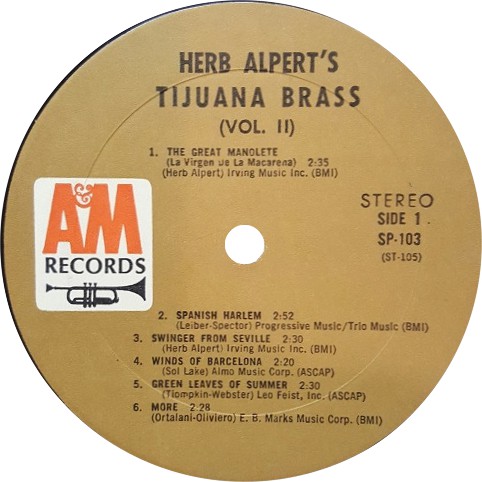 HERB ALPERT'S
TIJUANA BRASS
(VOL. II)
1. THE GREAT MANOLETE
(La Virgen de La Macarena) 2:35
(Herb Alpert) Irving Music Inc. (BMI)
A&M
RECORDS
STEREO
SIDE 1
SP-103
(ST-105)
2. SPANISH HARLEM 2:52
(Leiber-Spector) Progressive Music/Trio Music (BMI)
3. SWINGER FROM SEVILLE 2:30
(Herb Alpert) Irving Music Inc. (BMI)
4. WINDS OF BARCELONA 2:20
(Sol Lake) Almo Music Corp. (ASCAP)
5. GREEN LEAVES OF SUMMER 2:30
(Tiompkin-Webster) Leo Feist, Inc. (ASCAP)
6. MORE 2:28
(Ortalani-Oliviero) E. B. Marks Music Corp. (BMI)